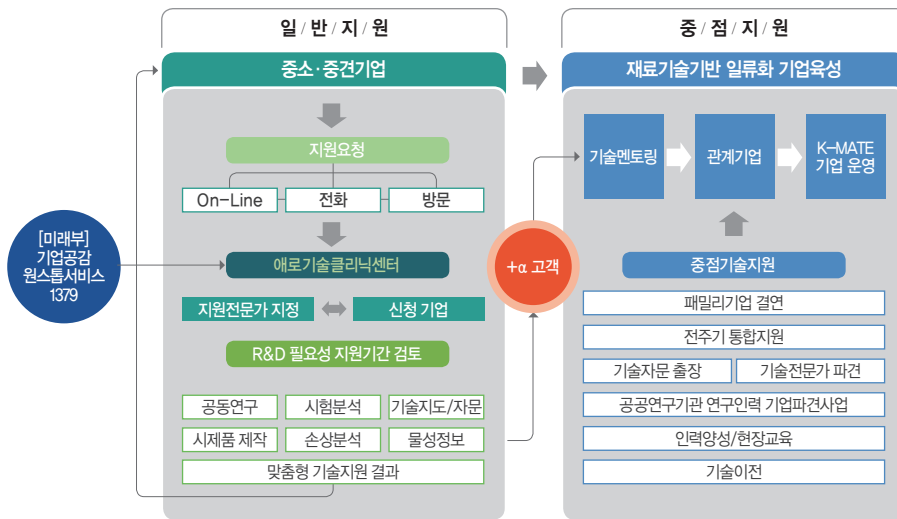 일/반/지/원
중소·중견기업
지원요청
On-Line
전화
방문
[미래부]
기업공감
원스톱서비스
1379
애로기술클리닉센터
지원전문가 지정
신청 기업
R&D 필요성 지원기간 검토
공동연구
시험분석
기술지도/자문
시제품 제작
손상분석
물성정보
맞춤형 기술지원 결과
+α 고객
중/점/지/원
재료기술기반 일류화 기업육성
기술멘토링
관계기업
K-MATE
기업 운영
중점기술지원
패밀리기업 결연
전주기 통합지원
기술자문 출장
기술전문가 파견
공공연구기관 연구인력 기업파견사업
인력양성/현장교육
기술이전